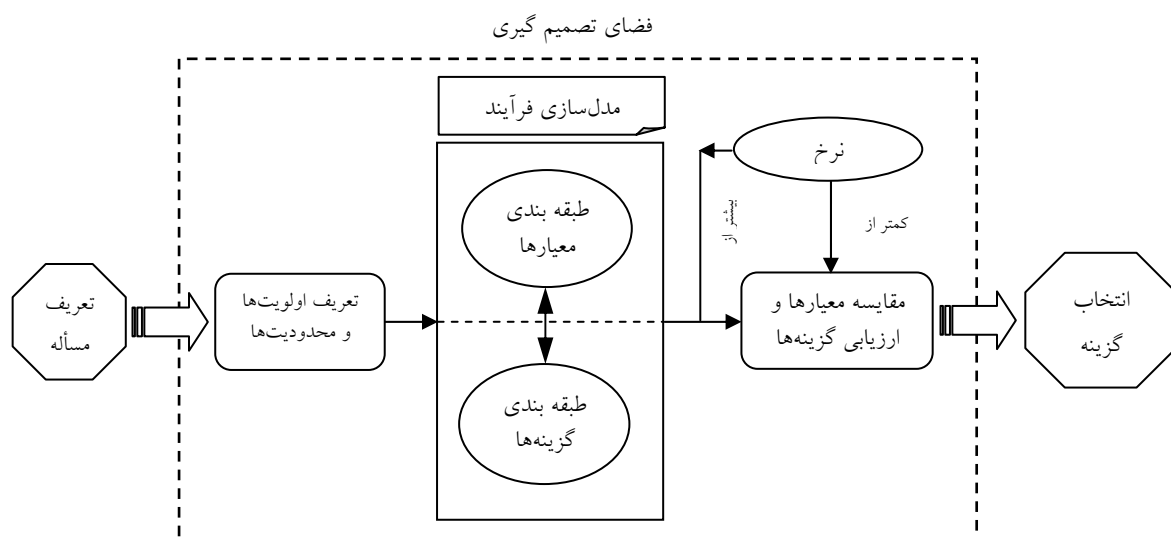 فضای تصمیم گیری
مدل‌سازی فرآیند
نرخ
بیشتر از
کمتر از
طبقه بندی
معیارها
تعریف
مسأله
تعریف اولویت‌ها
و محدودیت‌ها
مقایسه معیارها و
ارزیابی گزینه‌ها
انتخاب
گزینه
طبقه بندی
گزینه‌ها